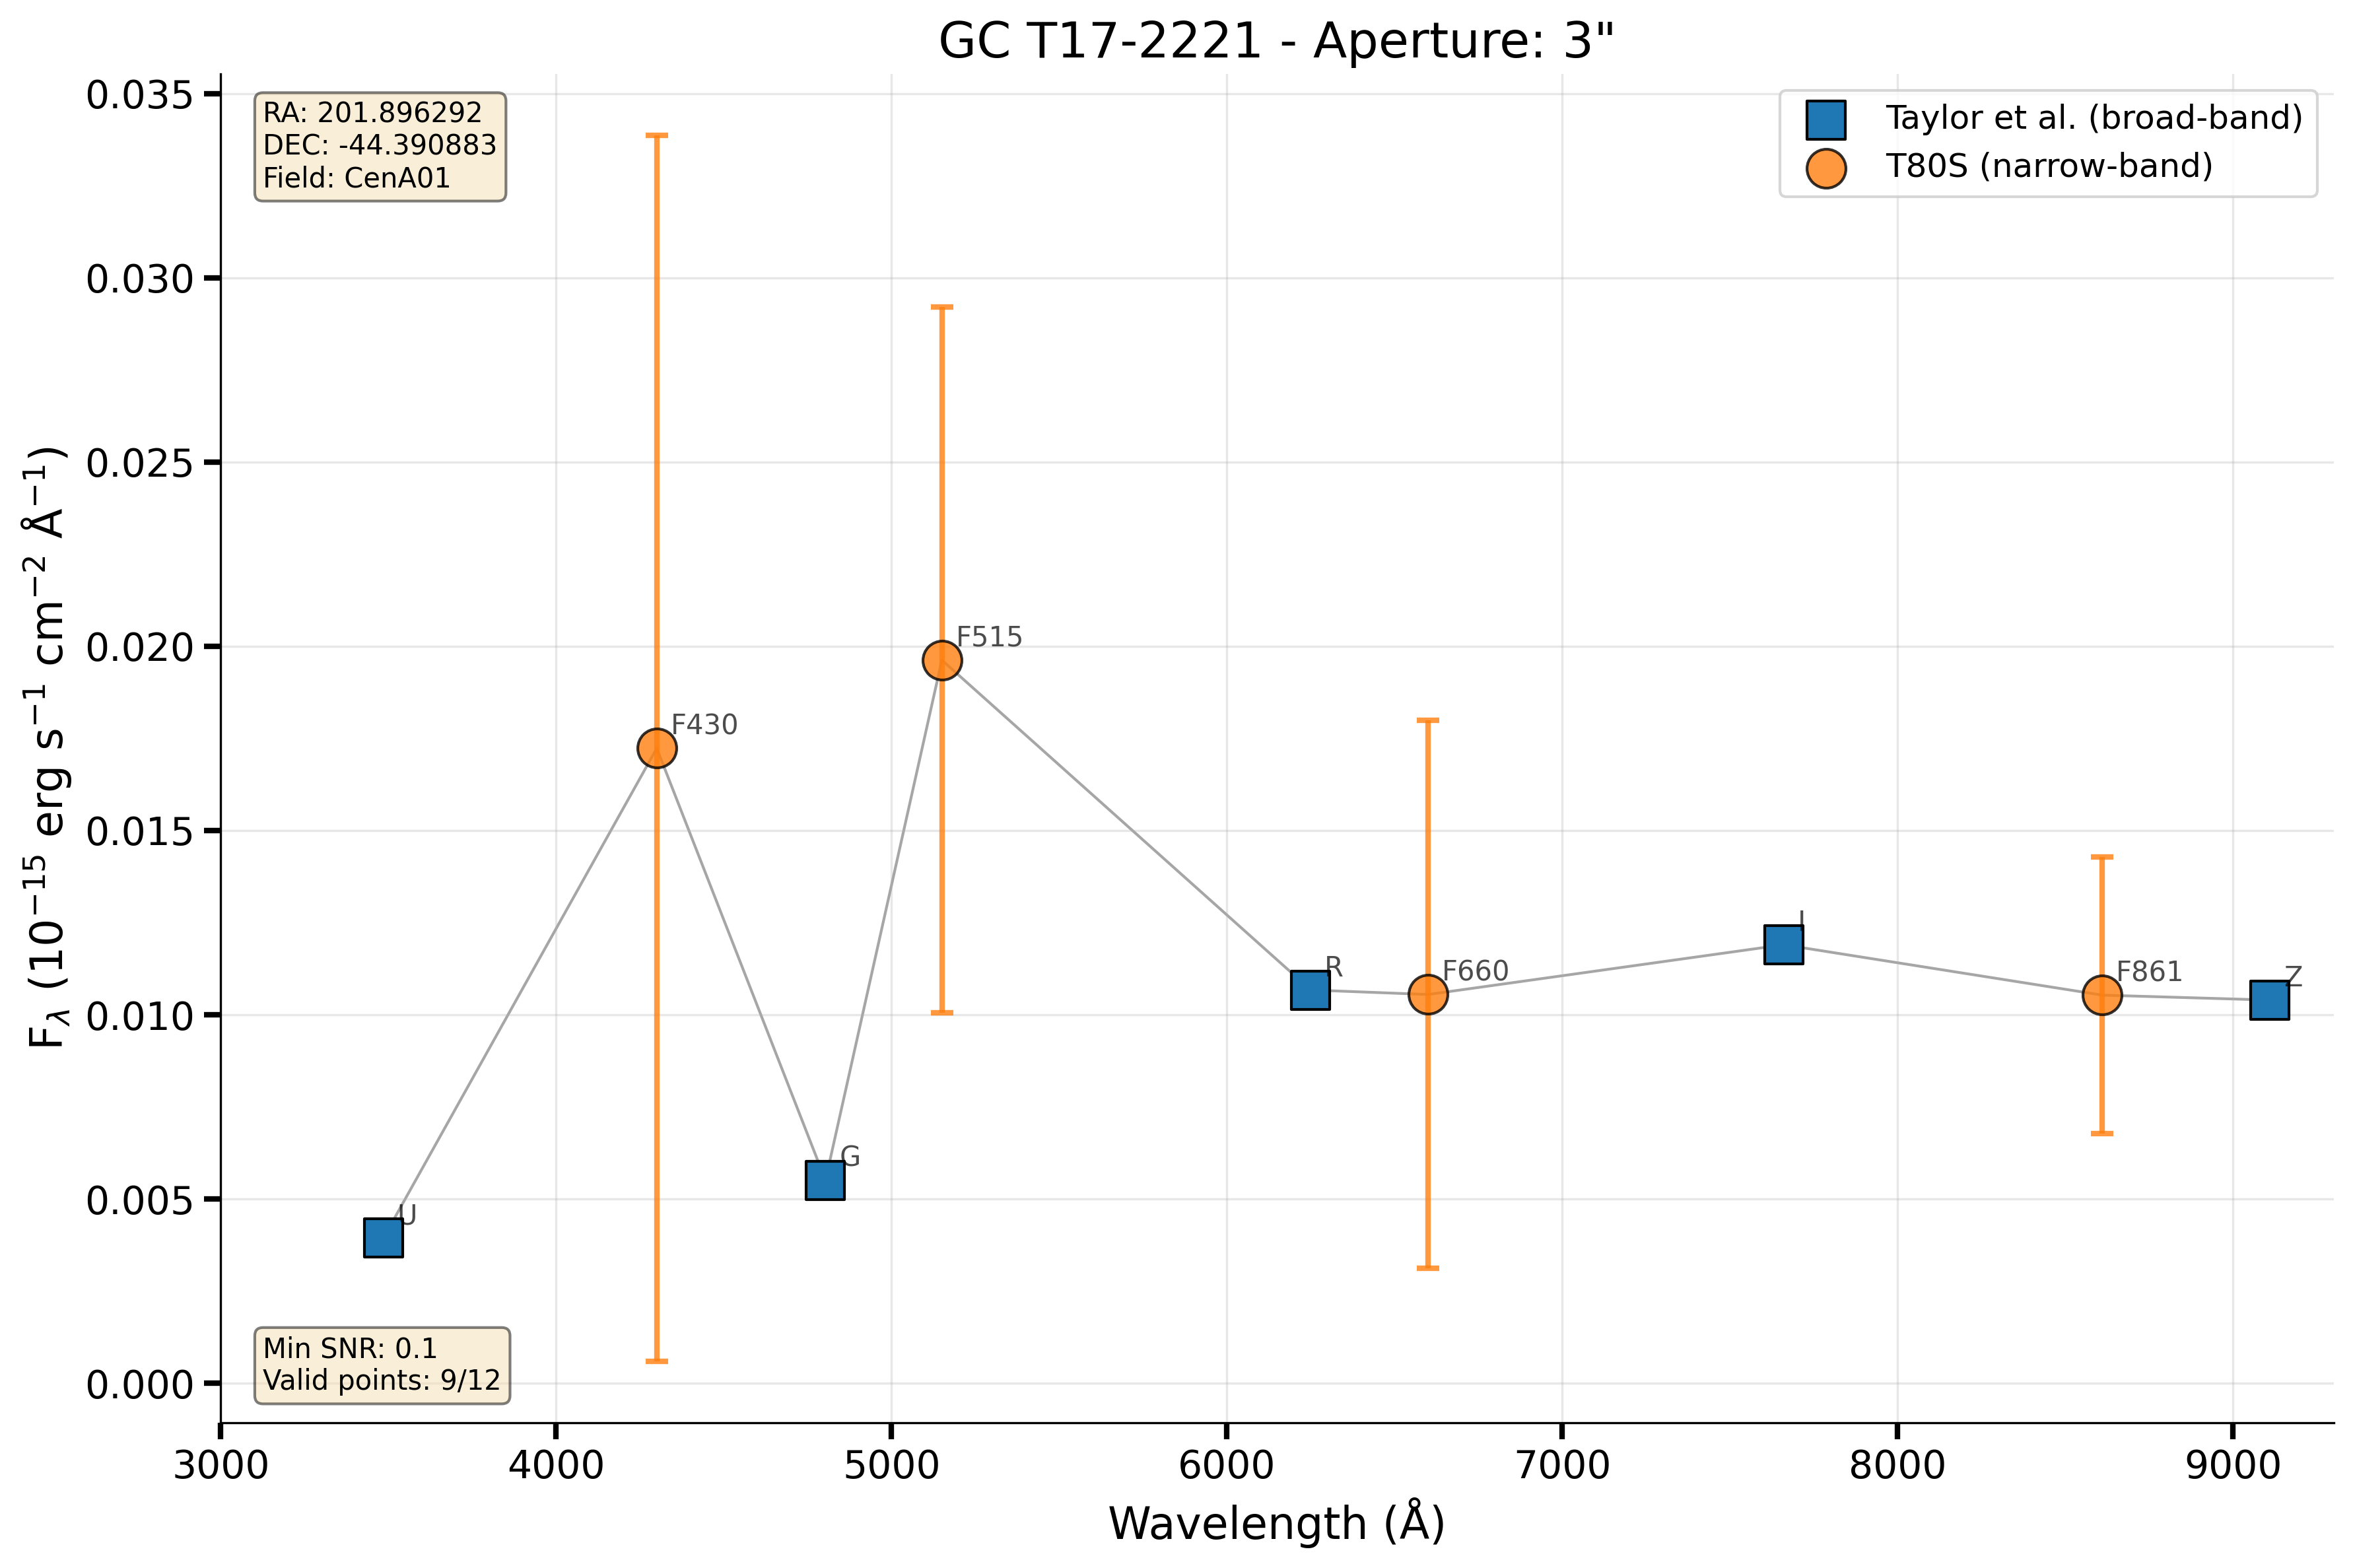 GC T17-2221 - Aperture: 3"
RA: 201.896292
DEC: -44.390883
Field: CenA01
Taylor et al. (broad-band)
T80S (narrow-band)
F$_λ$ (10$^{-15}$ erg s$^{-1}$ cm$^{-2}$ Å$^{-1}$)
0.035
0.030
0.025
0.020
0.015
0.010
0.005
0.000
U
F430
G
F515
R
F660
I
F861
Z
Min SNR: 0.1
Valid points: 9/12
3000 4000 5000 6000 7000 8000 9000
Wavelength (Å)